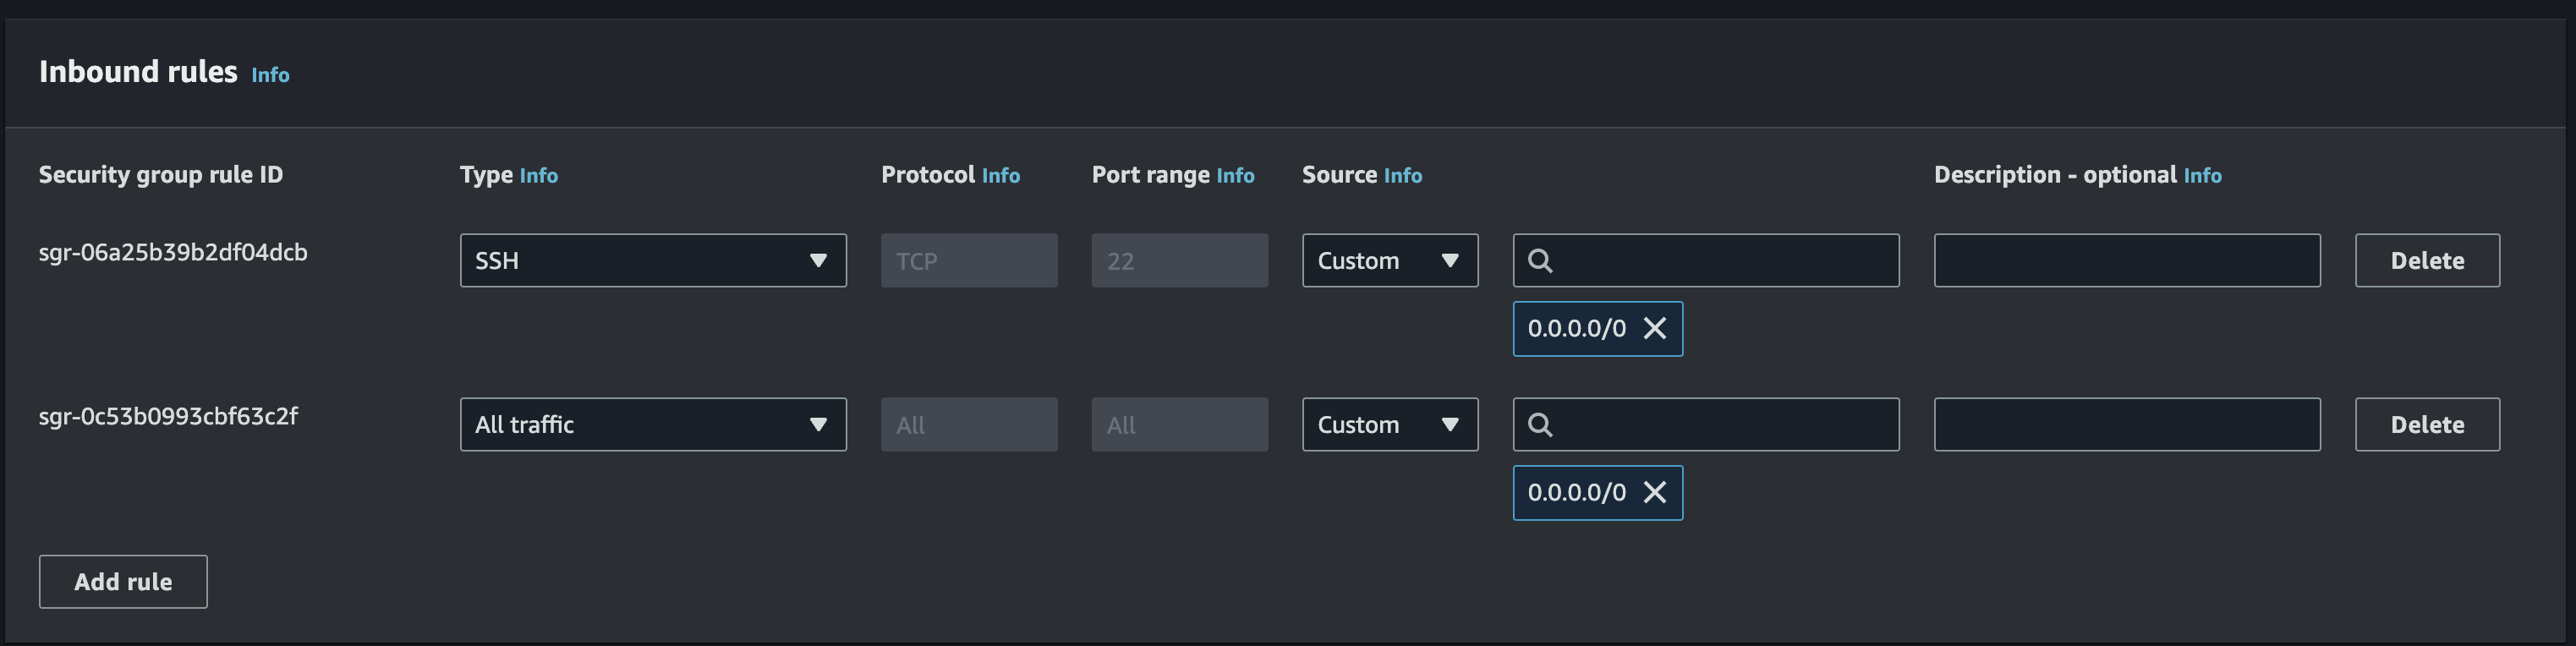 Inbound rules Info
Security group rule ID Type Info Protocol Info Port range Info Source Info Description - optional Info
sgr-06a25b39b2df04dcb SSH TCP 22 Custom Delete
0.0.0.0/0
sgr-0c53b0993cbf63c2f All traffic All All Custom Delete
0.0.0.0/0
Add rule